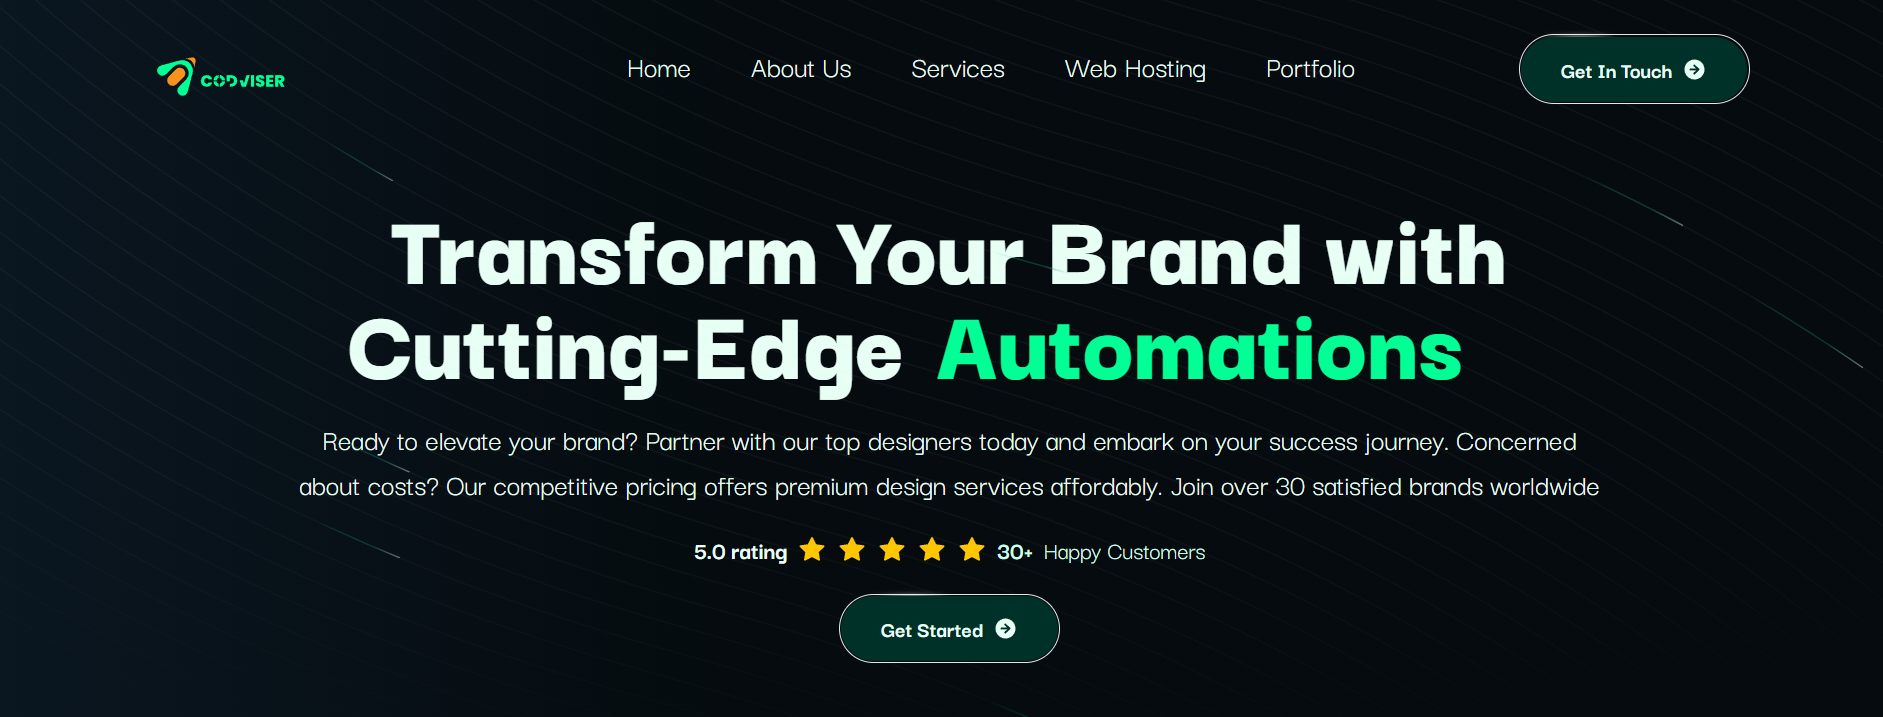 CODVISER
Home
About Us
Services
Web Hosting
Portfolio
Get In Touch
Transform Your Brand with
Cutting-Edge Automations
Ready to elevate your brand? Partner with our top designers today and embark on your success journey. Concerned
about costs? Our competitive pricing offers premium design services affordably. Join over 30 satisfied brands worldwide
5.0 rating 30+ Happy Customers
Get Started